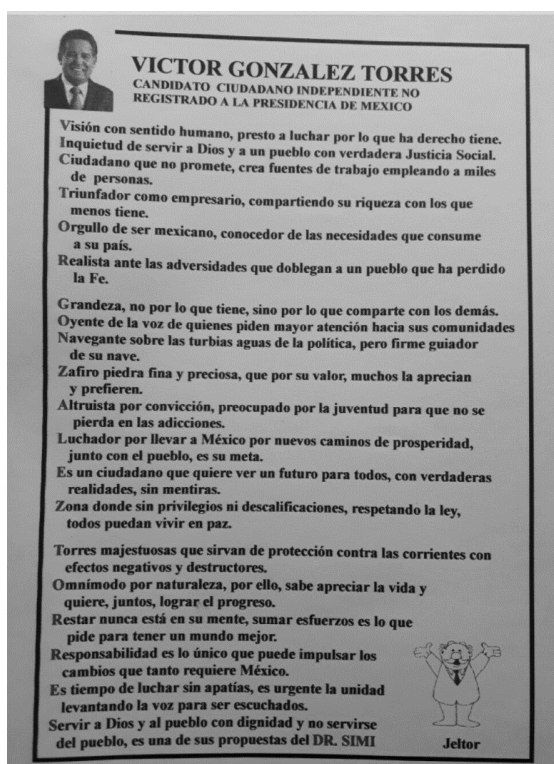 VICTOR GONZALEZ TORRES
CANDIDATO CIUDADANO INDEPENDIENTE NO
REGISTRADO A LA PRESIDENCIA DE MEXICO
Visión con sentido humano, presto a luchar por lo que ha derecho tiene.
Inquietud de servir a Dios y a un pueblo con verdadera Justicia Social.
Ciudadano que no promete, crea fuentes de trabajo empleando a miles
de personas.
Triunfador como empresario, compartiendo su riqueza con los que
menos tiene.
Orgullo de ser mexicano, conocedor de las necesidades que consume
a su país.
Realista ante las adversidades que doblegan a un pueblo que ha perdido
la Fe.
Grandeza, no por lo que tiene, sino por lo que comparte con los demás.
Oyente de la voz de quienes piden mayor atención hacia sus comunidades
Navegante sobre las turbias aguas de la política, pero firme guiador
de su nave.
Zafiro piedra fina y preciosa, que por su valor, muchos la aprecian
y prefieren.
Altruista por convicción, preocupado por la juventud para que no se
pierda en las adicciones.
Luchador por llevar a México por nuevos caminos de prosperidad,
junto con el pueblo, es su meta.
Es un ciudadano que quiere ver un futuro para todos, con verdaderas
realidades, sin mentiras.
Zona donde sin privilegios ni descalificaciones, respetando la ley,
todos puedan vivir en paz.
Torres majestuosas que sirvan de protección contra las corrientes con
efectos negativos y destructores.
Omnímodo por naturaleza, por ello, sabe apreciar la vida y
quiere, juntos, lograr el progreso.
Restar nunca está en su mente, sumar esfuerzos es lo que
pide para tener un mundo mejor.
Responsabilidad es lo único que puede impulsar los
cambios que tanto requiere México.
Es tiempo de luchar sin apatías, es urgente la unidad
levantando la voz para ser escuchados.
Servir a Dios y al pueblo con dignidad y no servirse
del pueblo, es una de sus propuestas del DR. SIMI
Jeltor